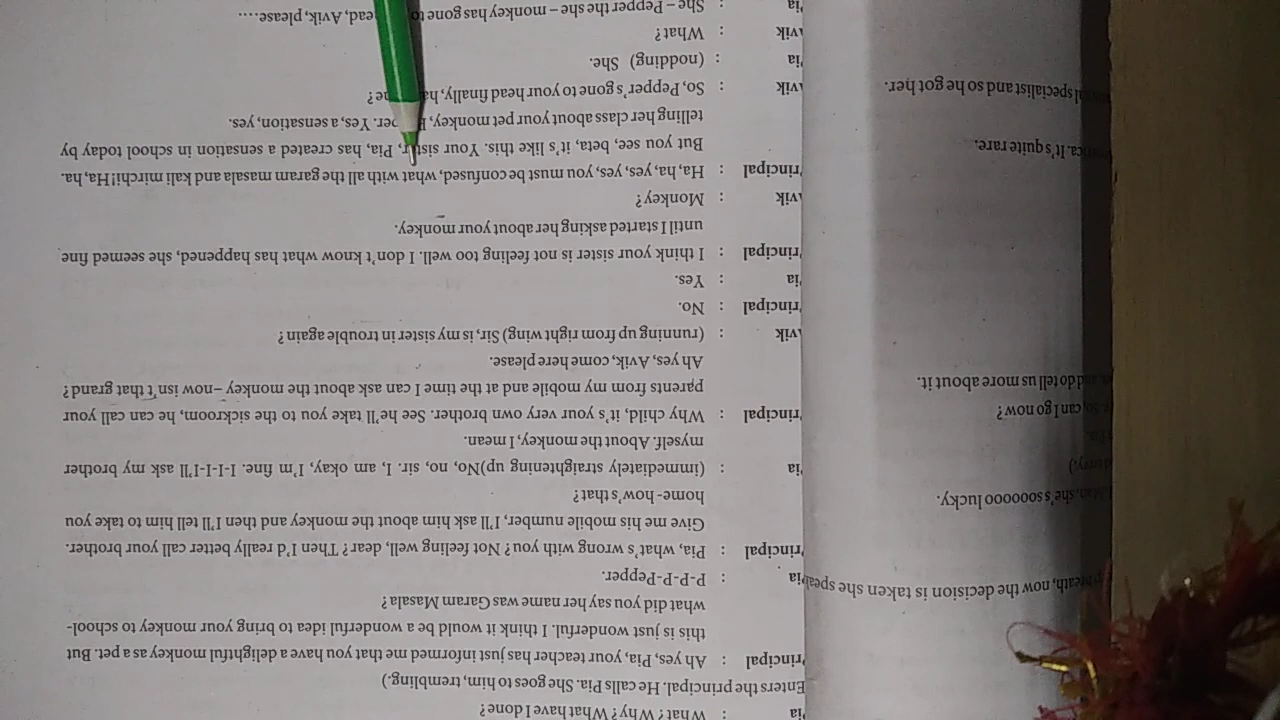 now the decision is taken she
she's soooooo lucky.
can I go now?
do tell us more about it.
It's quite rare.
specialist and so he got her.
Pia : What? Why? What have I done?
Enters the principal. He calls Pia. She goes to him, trembling.)
Principal : Ah yes, Pia, your teacher has just informed me that you have a delightful monkey as a pet. But
this is just wonderful. I think it would be a wonderful idea to bring your monkey to school-
what did you say her name was Garam Masala?
Pia : P-P-P-Pepper.
Principal : Pia, what's wrong with you? Not feeling well, dear? Then I'd really better call your brother.
Give me his mobile number, I'll ask him about the monkey and then I'll tell him to take you
home- how's that?
Pia : (immediately straightening up)No, no, sir. I, am okay, I'm fine. I-I-I-I'll ask my brother
myself. About the monkey, I mean.
Principal : Why child, it's your very own brother. See he'll take you to the sickroom, he can call your
parents from my mobile and at the time I can ask about the monkey –now isn't that grand?
Ah yes, Avik, come here please.
Avik : (running up from right wing) Sir, is my sister in trouble again?
Principal : No.
Pia : Yes.
Principal : I think your sister is not feeling too well. I don't know what has happened, she seemed fine
until I started asking her about your monkey.
Avik : Monkey?
Principal : Ha, ha, yes, yes, you must be confused, what with all the garam masala and kali mirchi! Ha, ha.
But you see, beta, it's like this. Your sister, Pia, has created a sensation in school today by
telling her class about your pet monkey, Pepper. Yes, a sensation, yes.
Avik : So, Pepper's gone to your head finally, me?
Pia : (nodding) She.
Avik : What?
Pia : She – Pepper the she – monkey has gone to head, Avik, please....